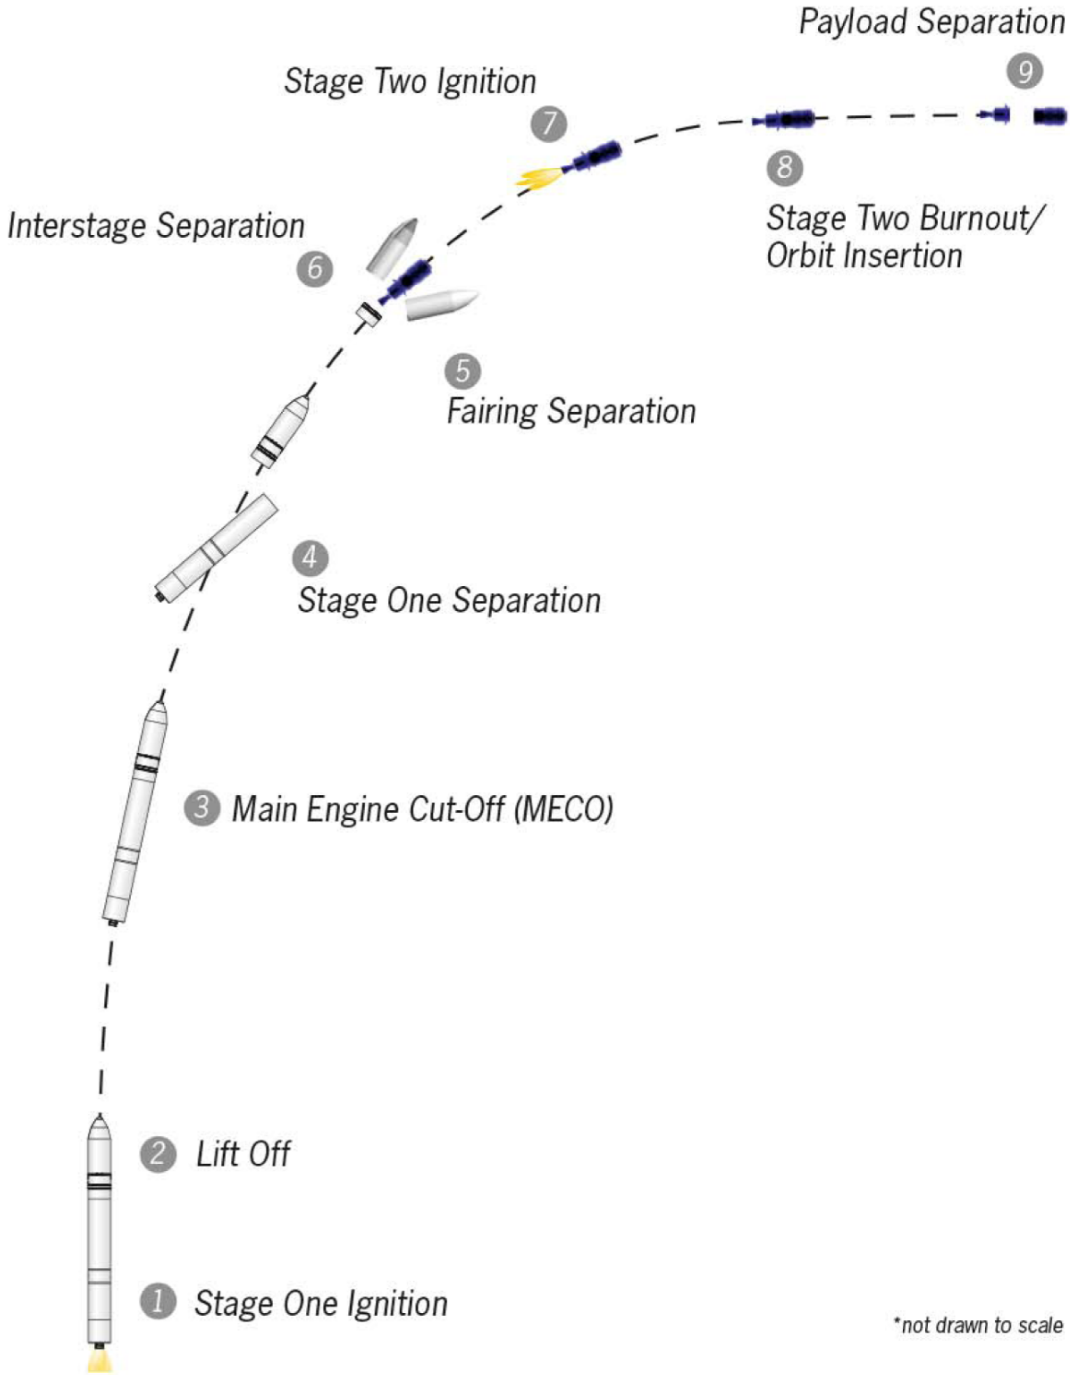 Payload Separation
9
Stage Two Ignition
7
8
Stage Two Burnout/
Orbit Insertion
Interstage Separation
6
5
Fairing Separation
4
Stage One Separation
3 Main Engine Cut-Off (MECO)
2 Lift Off
1 Stage One Ignition
*not drawn to scale